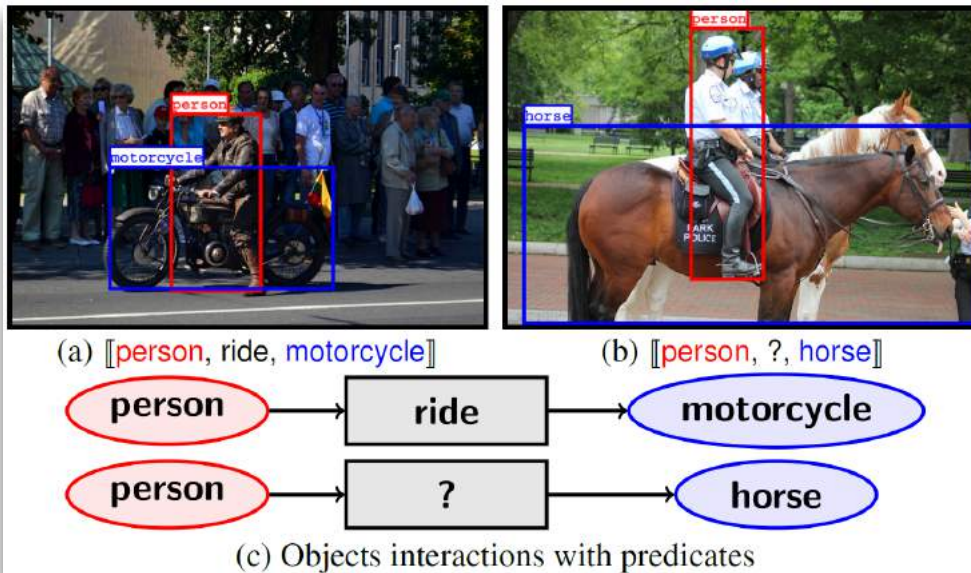 person
motorcycle
person
horse
PARK
POLICE
(a) ⟦person, ride, motorcycle⟧
(b) ⟦person, ?, horse⟧
person
ride
motorcycle
person
?
horse
(c) Objects interactions with predicates